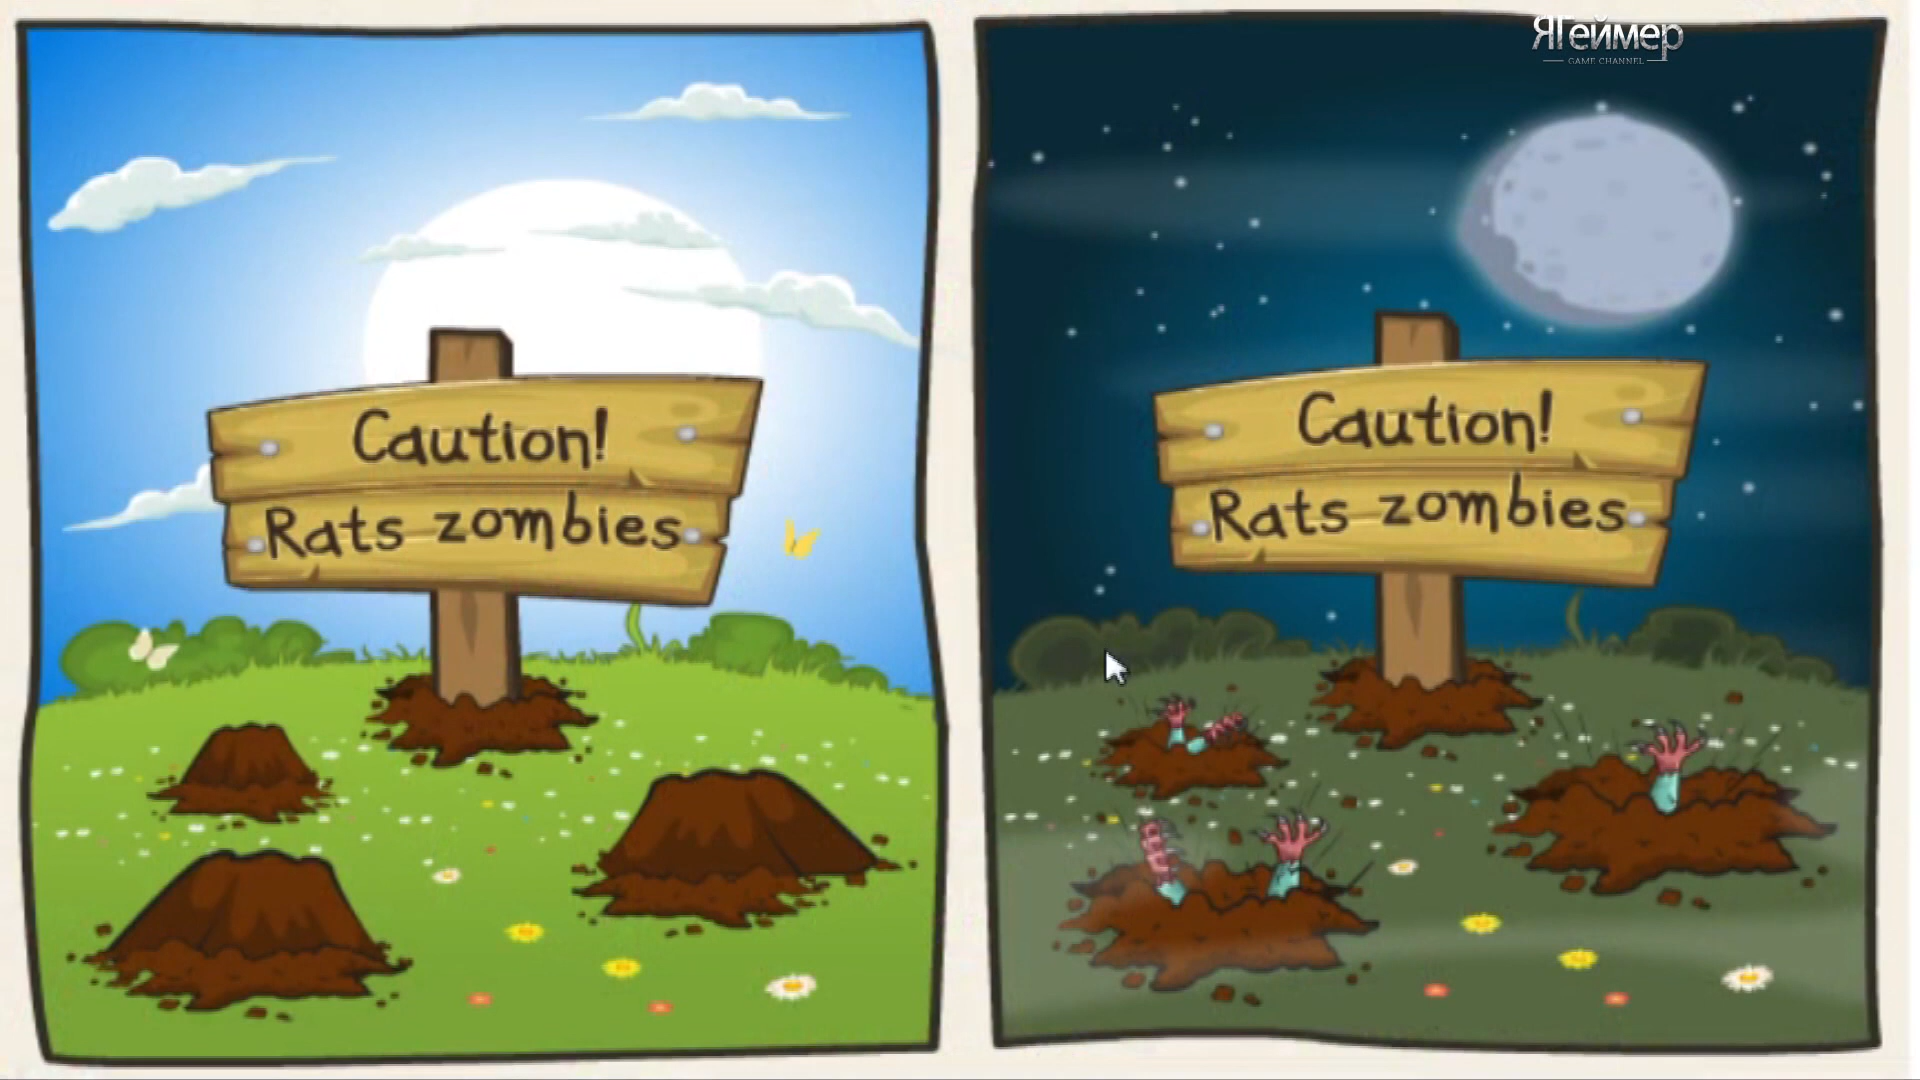 Caution!
Rats zombies
ЯГеймер
GAME CHANNEL
Caution!
Rats zombies